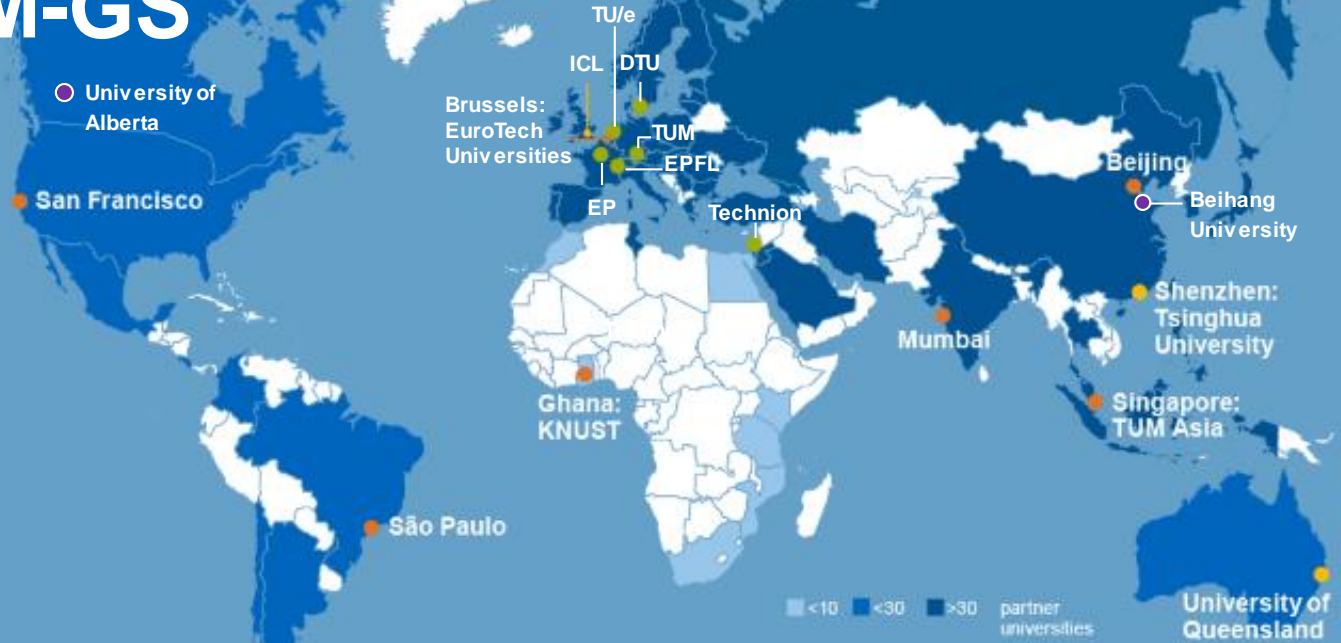 M-GS
TU/e
ICL DTU
University of
Alberta
Brussels:
EuroTech
Universities
TUM
EPFL
EP
Technion
San Francisco
Beijing
Beihang
University
Shenzhen:
Tsinghua
University
Mumbai
Ghana:
KNUST
Singapore:
TUM Asia
São Paulo
<10 <30 >30 partner
universities
University of
Queensland